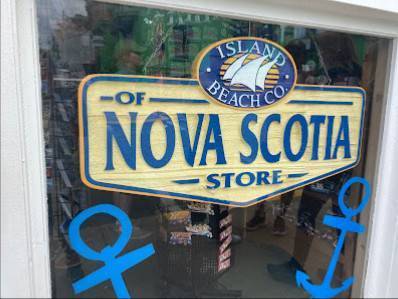 ISLAND
BEACH CO.
OF
NOVA SCOTIA
STORE